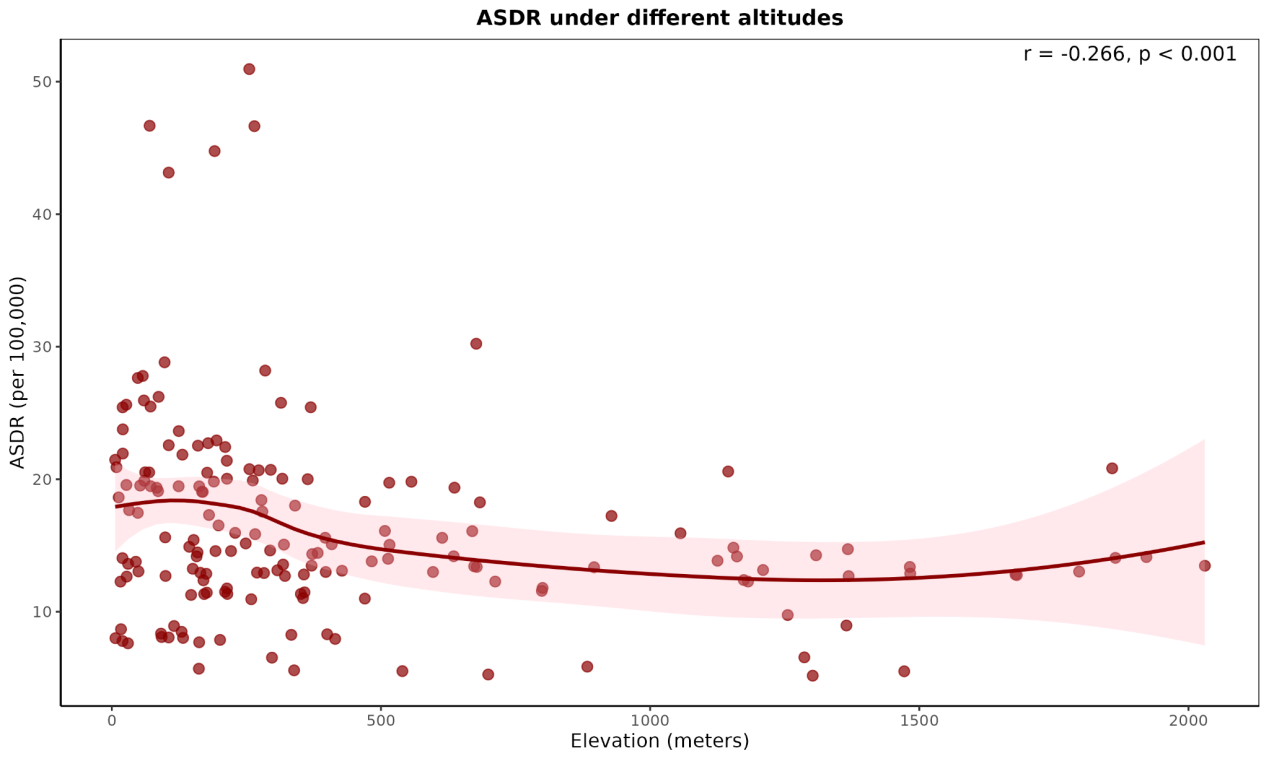 ASDR under different altitudes
r = -0.266, p < 0.001
ASDR (per 100,000)
50
40
30
20
10
0 500 1000 1500 2000
Elevation (meters)